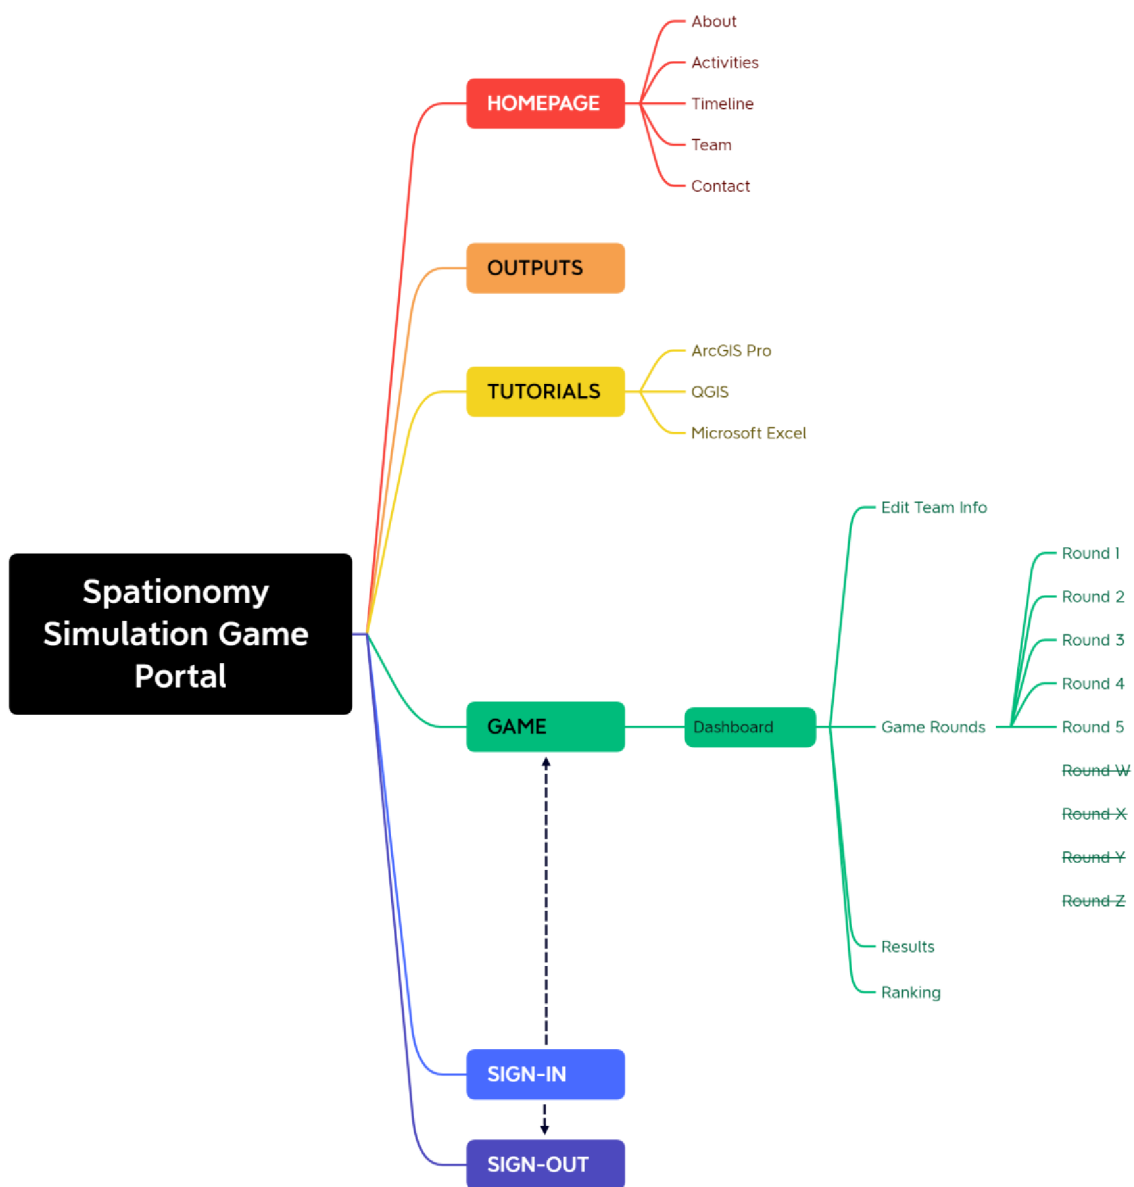 About
Activities
HOMEPAGE
Timeline
Team
Contact
OUTPUTS
TUTORIALS
ArcGIS Pro
QGIS
Microsoft Excel
Spationomy
Simulation Game
Portal
GAME
Dashboard
Edit Team Info
Game Rounds
Round 1
Round 2
Round 3
Round 4
Round 5
Round W
Round X
Round Y
Round Z
Results
Ranking
SIGN-IN
SIGN-OUT